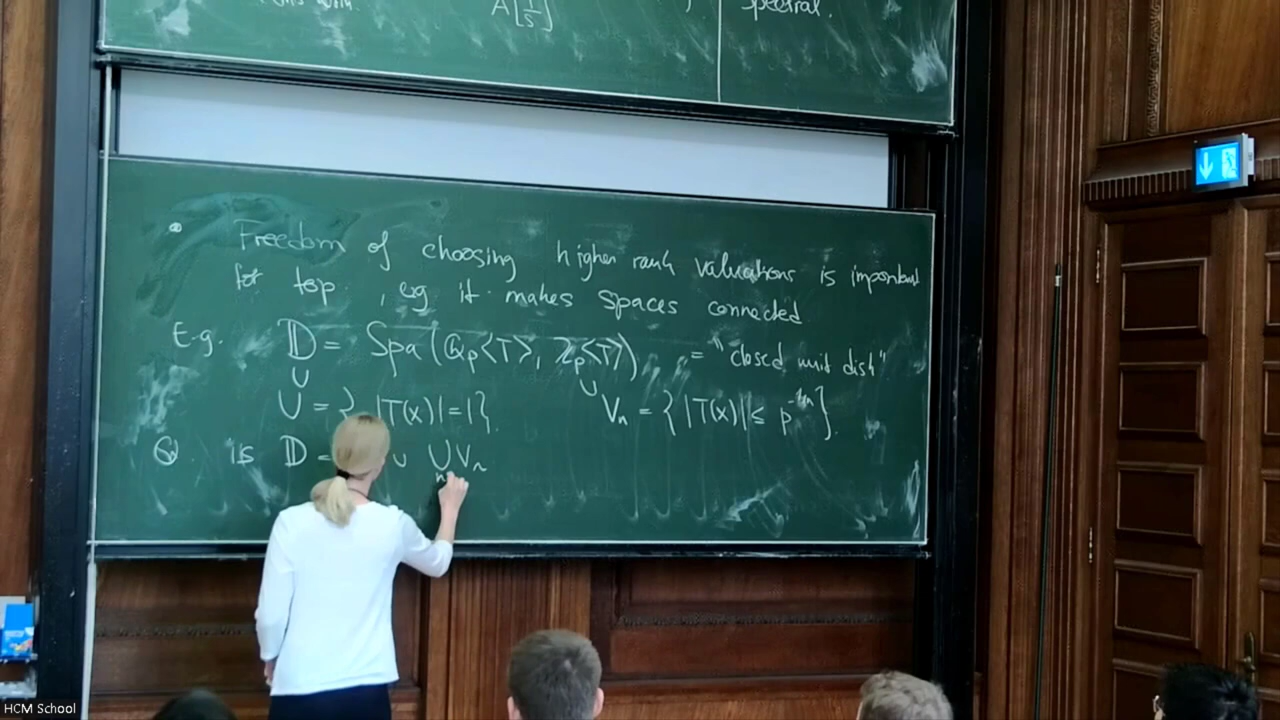 A[1/s]
spectral.
• Freedom of choosing higher rank valuations is important
for top., eg it makes spaces connected
E.g. 𝔻 = Spa(ℚp<T>, ℤp<T>) = "closed unit disk"
∪ ∪
U = { |T(x)|=1}. Vn = { |T(x)| ≤ p^-1/n }.
Q. is 𝔻 = ∪ ⋃n Vn
HCM School